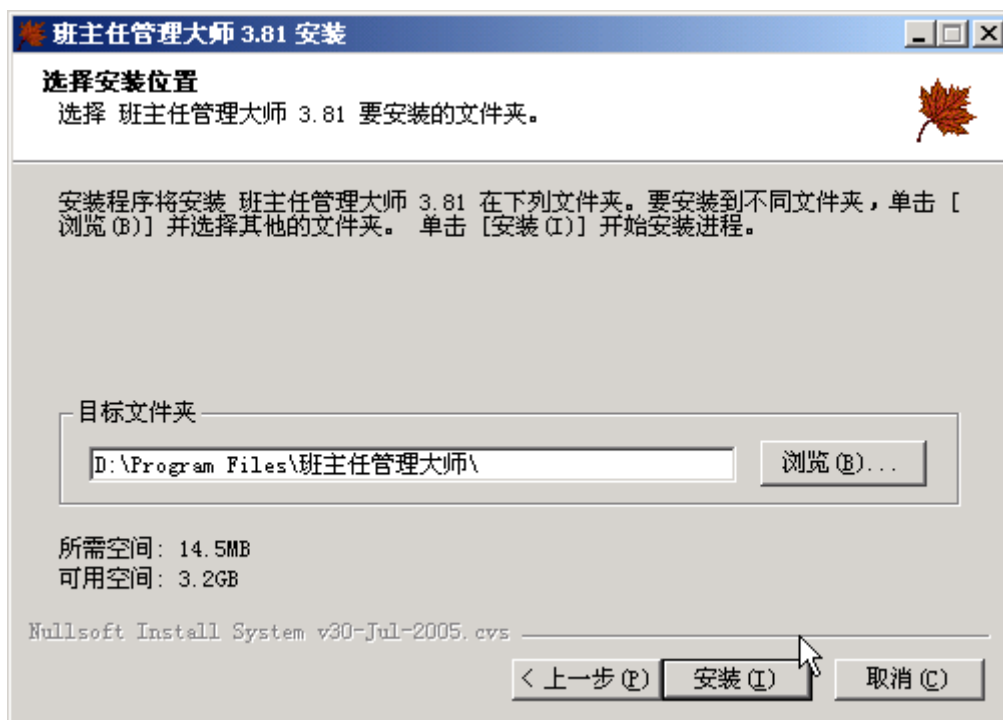 班主任管理大师 3.81 安装
选择安装位置
选择 班主任管理大师 3.81 要安装的文件夹。
安装程序将安装 班主任管理大师 3.81 在下列文件夹。要安装到不同文件夹，单击 [
浏览(B)] 并选择其他的文件夹。 单击 [安装(I)] 开始安装进程。
目标文件夹
D:\Program Files\班主任管理大师\
浏览(B)...
所需空间: 14.5MB
可用空间: 3.2GB
Nullsoft Install System v30-Jul-2005.cvs
< 上一步(P)
安装(I)
取消(C)